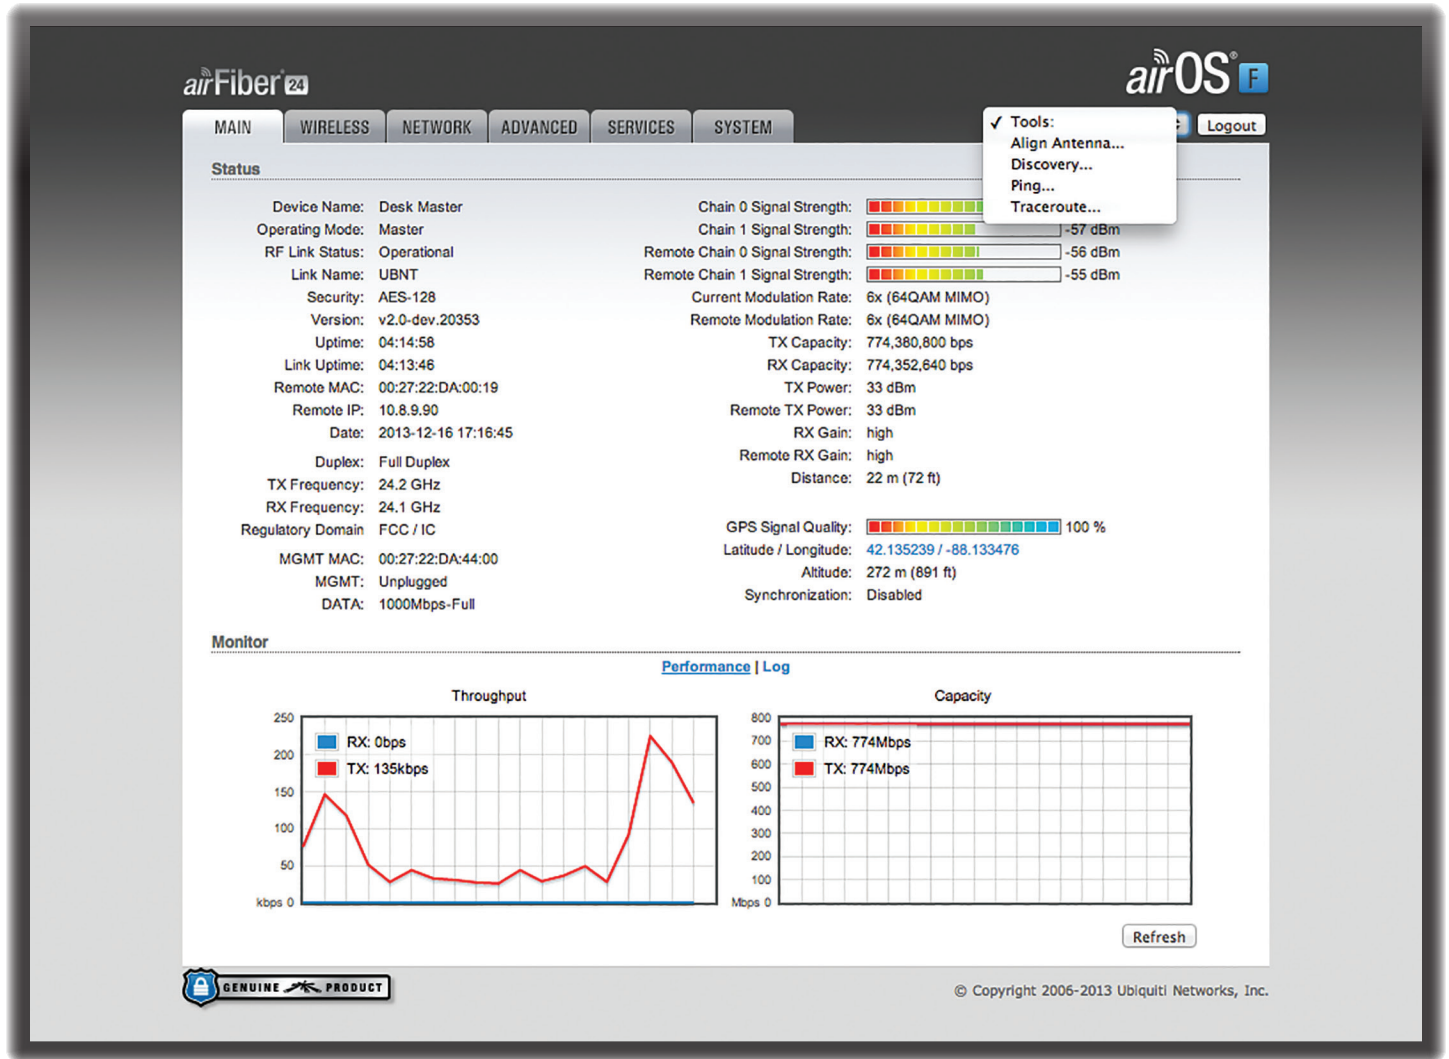 airFiber 24
airOS® F
MAIN WIRELESS NETWORK ADVANCED SERVICES SYSTEM
✓ Tools:
Align Antenna...
Discovery...
Ping...
Traceroute...
Logout
Status
Device Name: Desk Master
Operating Mode: Master
RF Link Status: Operational
Link Name: UBNT
Security: AES-128
Version: v2.0-dev.20353
Uptime: 04:14:58
Link Uptime: 04:13:46
Remote MAC: 00:27:22:DA:00:19
Remote IP: 10.8.9.90
Date: 2013-12-16 17:16:45
Duplex: Full Duplex
TX Frequency: 24.2 GHz
RX Frequency: 24.1 GHz
Regulatory Domain FCC / IC
MGMT MAC: 00:27:22:DA:44:00
MGMT: Unplugged
DATA: 1000Mbps-Full
Chain 0 Signal Strength:
Chain 1 Signal Strength: -57 dBm
Remote Chain 0 Signal Strength: -56 dBm
Remote Chain 1 Signal Strength: -55 dBm
Current Modulation Rate: 6x (64QAM MIMO)
Remote Modulation Rate: 6x (64QAM MIMO)
TX Capacity: 774,380,800 bps
RX Capacity: 774,352,640 bps
TX Power: 33 dBm
Remote TX Power: 33 dBm
RX Gain: high
Remote RX Gain: high
Distance: 22 m (72 ft)
GPS Signal Quality: 100 %
Latitude / Longitude: 42.135239 / -88.133476
Altitude: 272 m (891 ft)
Synchronization: Disabled
Monitor
Performance | Log
Throughput
250
200
150
100
50
kbps 0
RX: 0bps
TX: 135kbps
Capacity
800
700
600
500
400
300
200
100
Mbps 0
RX: 774Mbps
TX: 774Mbps
Refresh
GENUINE PRODUCT
© Copyright 2006-2013 Ubiquiti Networks, Inc.